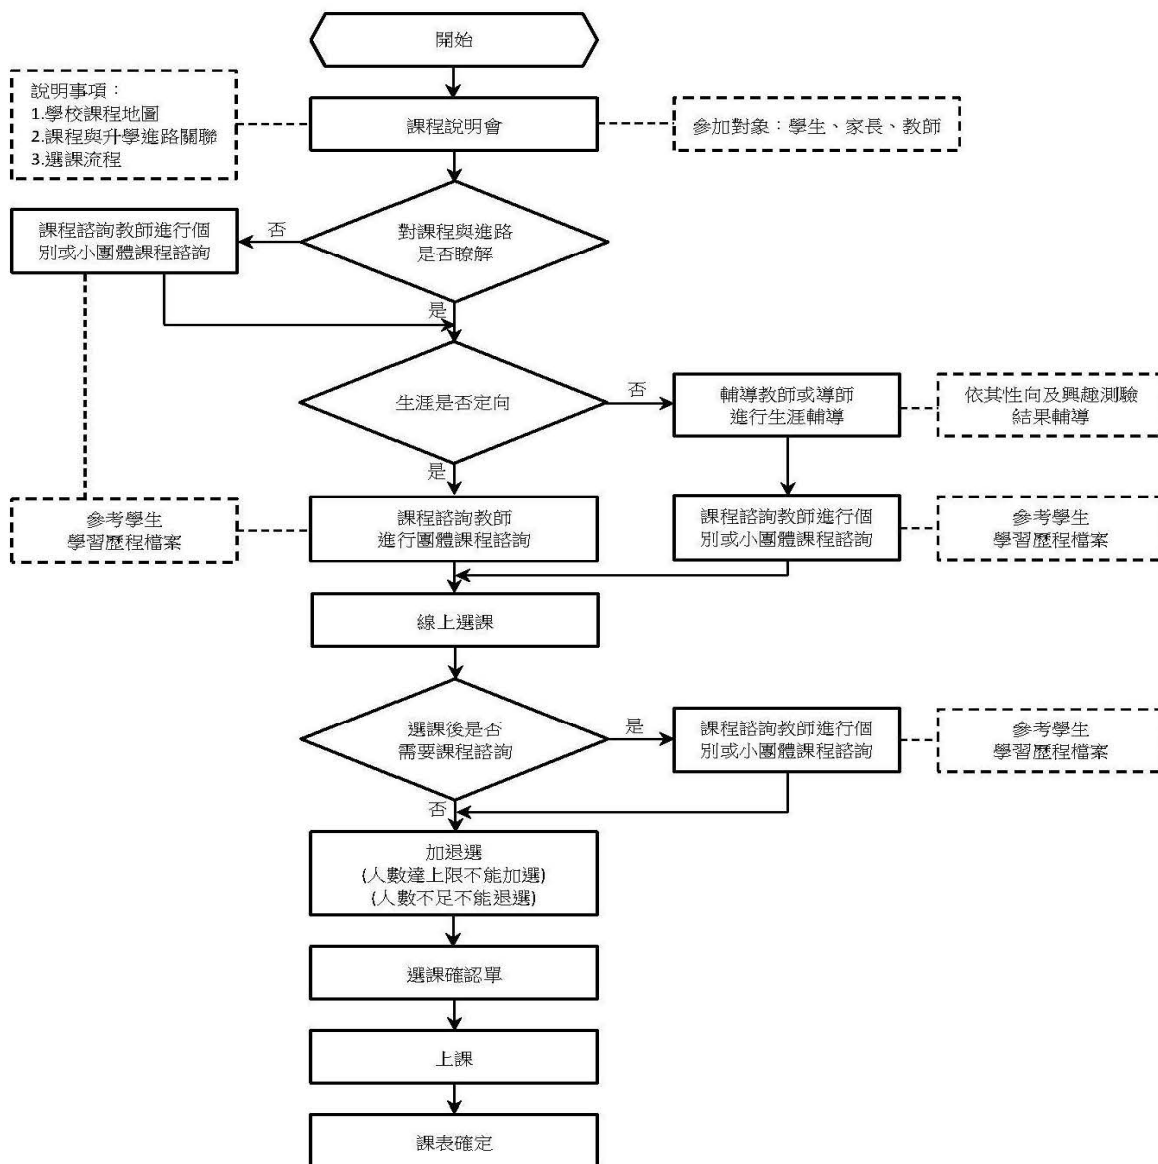 開始
說明事項：
1.學校課程地圖
2.課程與升學進路關聯
3.選課流程
課程說明會
參加對象：學生、家長、教師
課程諮詢教師進行個
別或小團體課程諮詢
否
對課程與進路
是否瞭解
是
生涯是否定向
否
輔導教師或導師
進行生涯輔導
依其性向及興趣測驗
結果輔導
是
參考學生
學習歷程檔案
課程諮詢教師
進行團體課程諮詢
課程諮詢教師進行個
別或小團體課程諮詢
參考學生
學習歷程檔案
線上選課
選課後是否
需要課程諮詢
是
課程諮詢教師進行個
別或小團體課程諮詢
參考學生
學習歷程檔案
否
加退選
(人數達上限不能加選)
(人數不足不能退選)
選課確認單
上課
課表確定